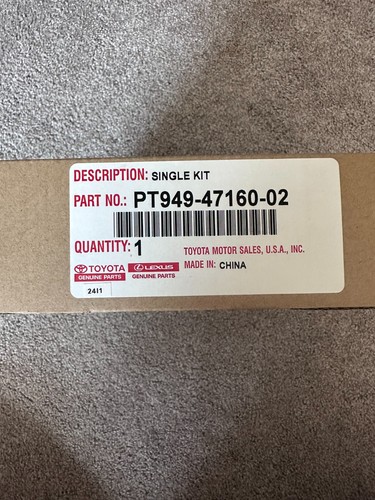 DESCRIPTION: SINGLE KIT
PART NO.: PT949-47160-02
QUANTITY: 1
TOYOTA MOTOR SALES, U.S.A., INC.
TOYOTA
GENUINE PARTS
LEXUS
GENUINE PARTS
MADE IN: CHINA
24I1